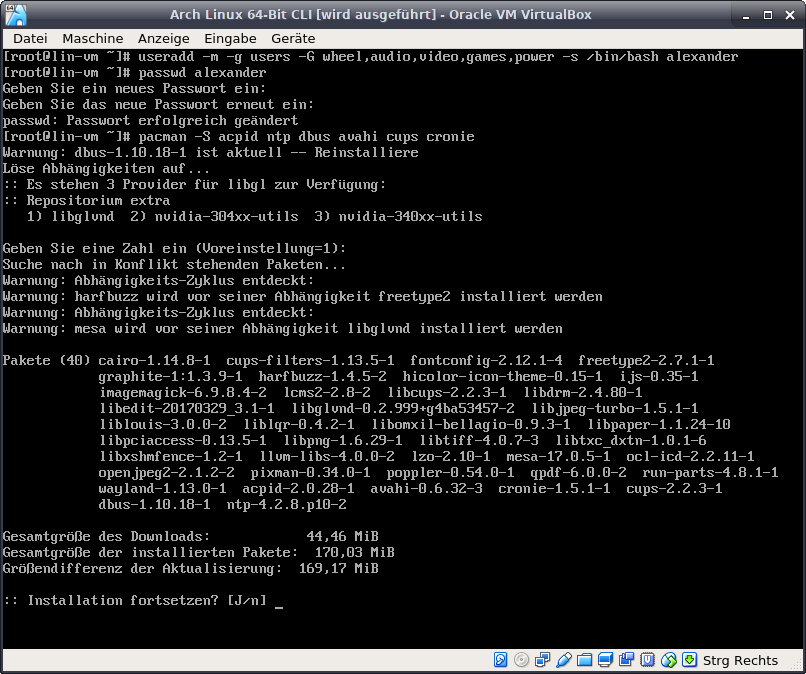 Arch Linux 64-Bit CLI [wird ausgeführt] - Oracle VM VirtualBox
Datei Maschine Anzeige Eingabe Geräte
[root@lin-vm ~]# useradd -m -g users -G wheel,audio,video,games,power -s /bin/bash alexander
[root@lin-vm ~]# passwd alexander
Geben Sie ein neues Passwort ein:
Geben Sie das neue Passwort erneut ein:
passwd: Passwort erfolgreich geändert
[root@lin-vm ~]# pacman -S acpid ntp dbus avahi cups cronie
Warnung: dbus-1.10.18-1 ist aktuell -- Reinstalliere
Löse Abhängigkeiten auf...
:: Es stehen 3 Provider für libgl zur Verfügung:
:: Repositorium extra
   1) libglvnd  2) nvidia-304xx-utils  3) nvidia-340xx-utils
Geben Sie eine Zahl ein (Voreinstellung=1):
Suche nach in Konflikt stehenden Paketen...
Warnung: Abhängigkeits-Zyklus entdeckt:
Warnung: harfbuzz wird vor seiner Abhängigkeit freetype2 installiert werden
Warnung: Abhängigkeits-Zyklus entdeckt:
Warnung: mesa wird vor seiner Abhängigkeit libglvnd installiert werden
Pakete (40) cairo-1.14.8-1  cups-filters-1.13.5-1  fontconfig-2.12.1-4  freetype2-2.7.1-1
            graphite-1:1.3.9-1  harfbuzz-1.4.5-2  hicolor-icon-theme-0.15-1  ijs-0.35-1
            imagemagick-6.9.8.4-2  lcms2-2.8-2  libcups-2.2.3-1  libdrm-2.4.80-1
            libedit-20170329_3.1-1  libglvnd-0.2.999+g4ba53457-2  libjpeg-turbo-1.5.1-1
            liblouis-3.0.0-2  liblqr-0.4.2-1  libomxil-bellagio-0.9.3-1  libpaper-1.1.24-10
            libpciaccess-0.13.5-1  libpng-1.6.29-1  libtiff-4.0.7-3  libtxc_dxtn-1.0.1-6
            libxshmfence-1.2-1  llvm-libs-4.0.0-2  lzo-2.10-1  mesa-17.0.5-1  ocl-icd-2.2.11-1
            openjpeg2-2.1.2-2  pixman-0.34.0-1  poppler-0.54.0-1  qpdf-6.0.0-2  run-parts-4.8.1-1
            wayland-1.13.0-1  acpid-2.0.28-1  avahi-0.6.32-3  cronie-1.5.1-1  cups-2.2.3-1
            dbus-1.10.18-1  ntp-4.2.8.p10-2
Gesamtgröße des Downloads:            44,46 MiB
Gesamtgröße der installierten Pakete:  170,03 MiB
Größendifferenz der Aktualisierung:  169,17 MiB
:: Installation fortsetzen? [J/n] _
Strg Rechts